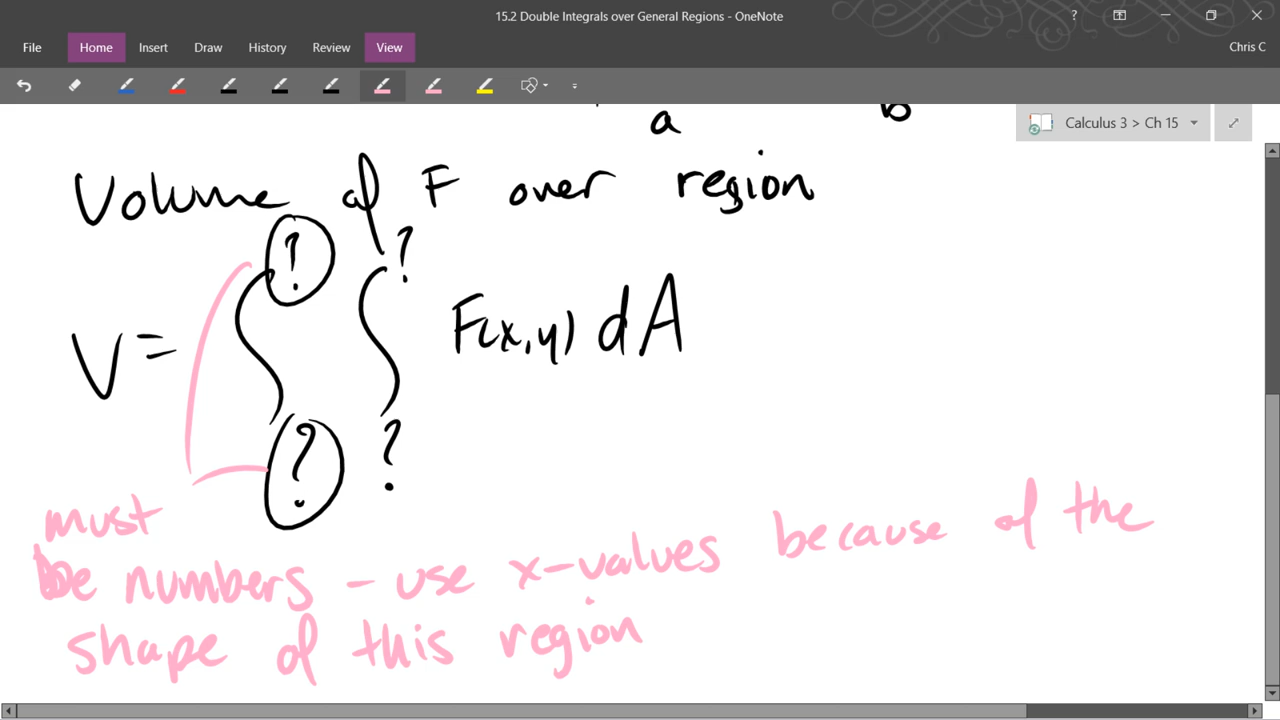 15.2 Double Integrals over General Regions - OneNote
?
File Home Insert Draw History Review View
Chris C
Calculus 3 > Ch 15
a b
Volume of F over region
? ?
V = ∫ ∫ F(x,y) dA
? ?
must
be numbers - use x-values because of the
shape of this region